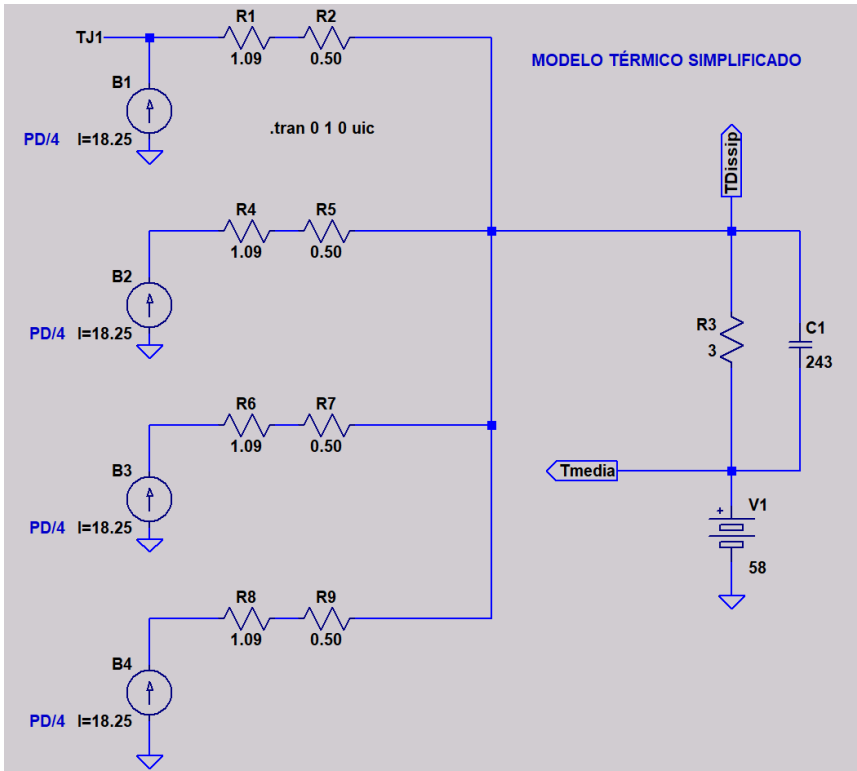 R1 R2
TJ1
1.09 0.50
MODELO TÉRMICO SIMPLIFICADO
B1
.tran 0 1 0 uic
PD/4 I=18.25
TDissip
R4 R5
1.09 0.50
B2
PD/4 I=18.25
R3
3
C1
243
R6 R7
1.09 0.50
B3
Tmedia
PD/4 I=18.25
+
V1
58
R8 R9
1.09 0.50
B4
PD/4 I=18.25